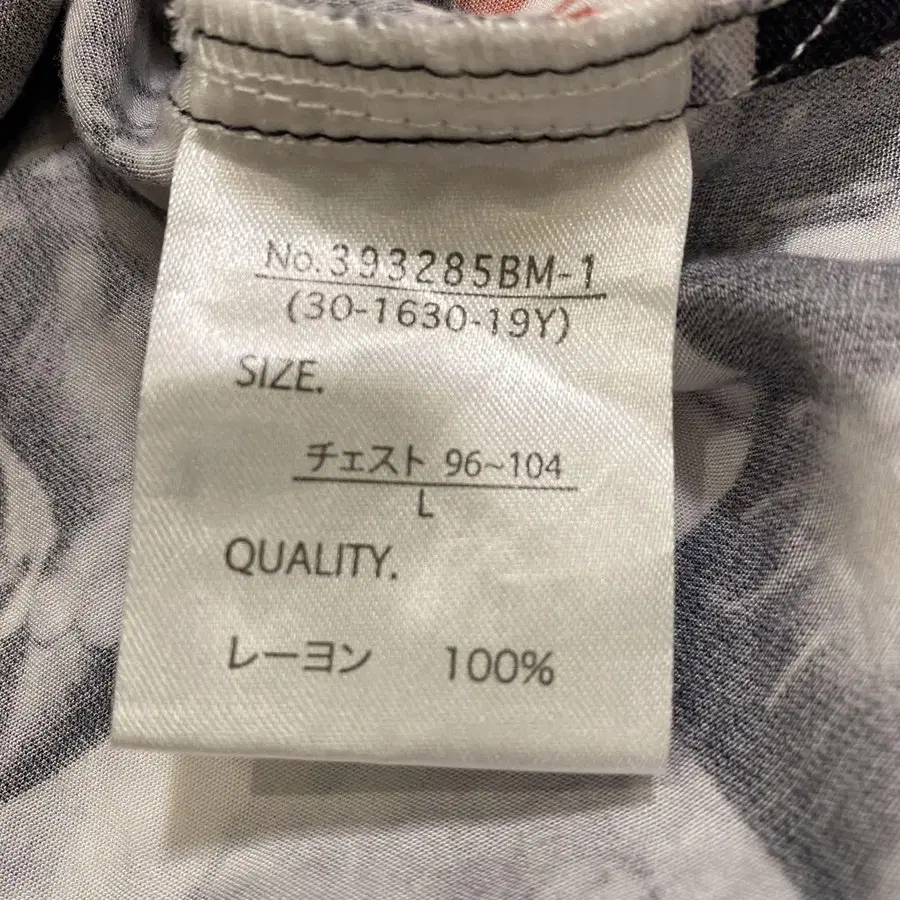 No.393285BM-1
(30-1630-19Y)
SIZE.
チェスト 96~104
L
QUALITY.
レーヨン 100%